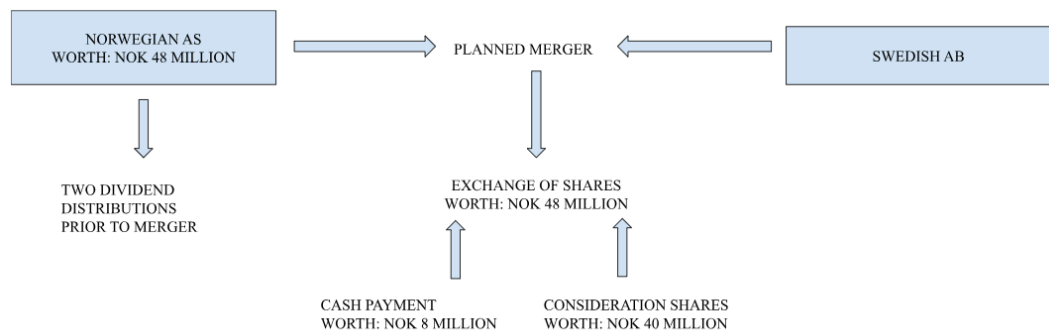 NORWEGIAN AS
WORTH: NOK 48 MILLION
PLANNED MERGER
SWEDISH AB
TWO DIVIDEND
DISTRIBUTIONS
PRIOR TO MERGER
EXCHANGE OF SHARES
WORTH: NOK 48 MILLION
CASH PAYMENT
WORTH: NOK 8 MILLION
CONSIDERATION SHARES
WORTH: NOK 40 MILLION